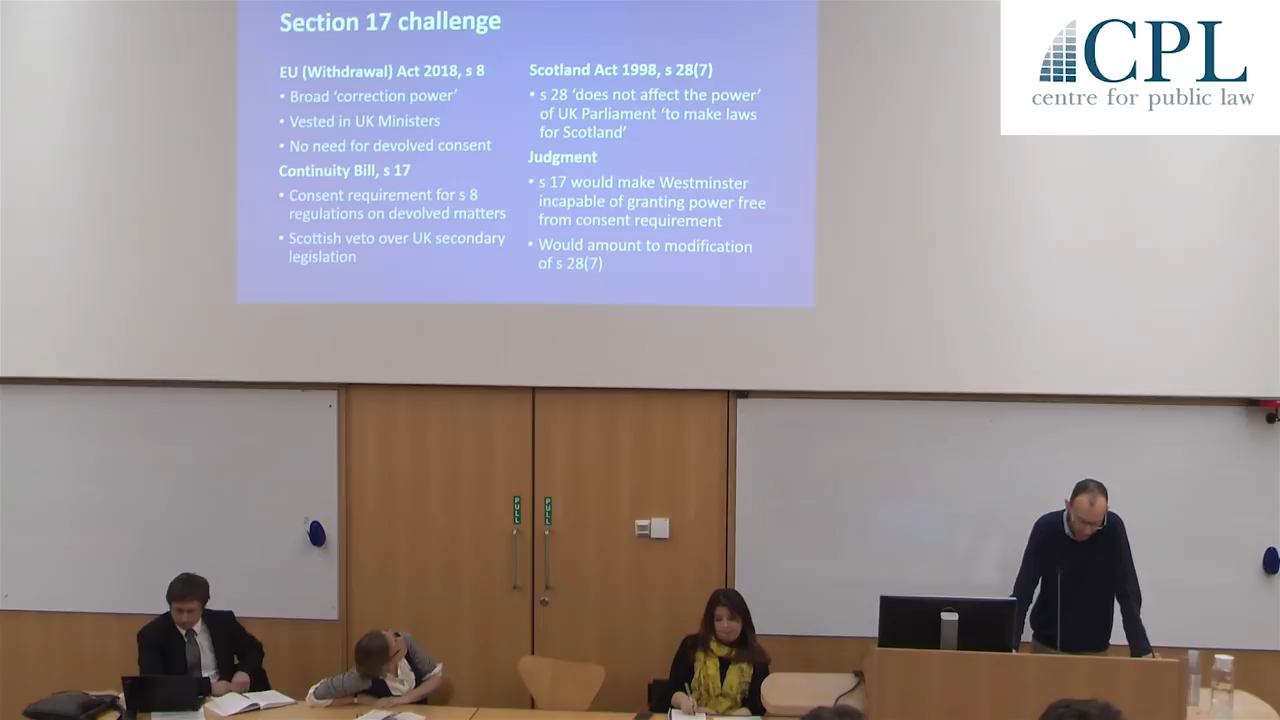 Section 17 challenge
EU (Withdrawal) Act 2018, s 8
• Broad ‘correction power’
• Vested in UK Ministers
• No need for devolved consent
Continuity Bill, s 17
• Consent requirement for s 8
regulations on devolved matters
• Scottish veto over UK secondary
legislation
Scotland Act 1998, s 28(7)
• s 28 ‘does not affect the power’
of UK Parliament ‘to make laws
for Scotland’
Judgment
• s 17 would make Westminster
incapable of granting power free
from consent requirement
• Would amount to modification
of s 28(7)
CPL
centre for public law
PULL
PULL